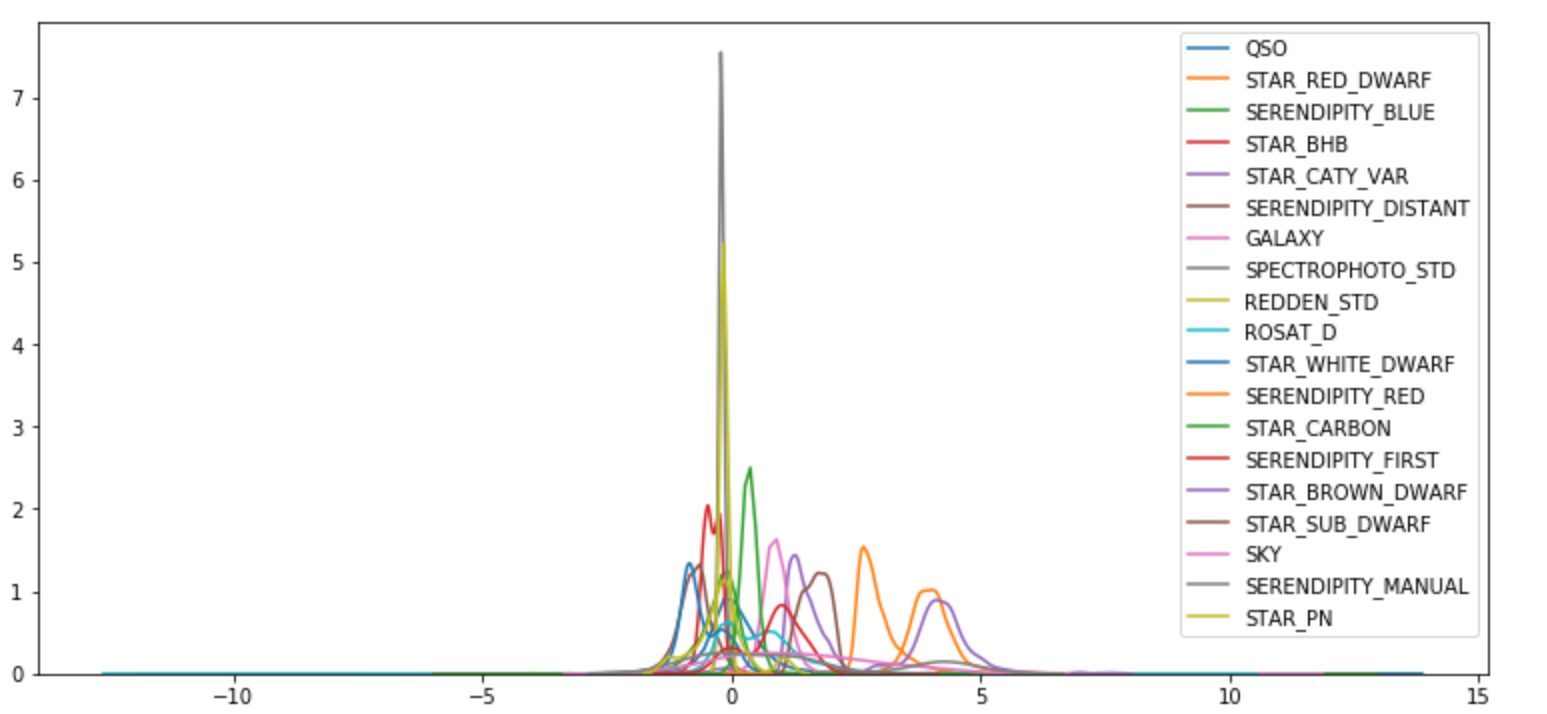 7
6
5
4
3
2
1
0
−10
−5
0
5
10
15
QSO
STAR_RED_DWARF
SERENDIPITY_BLUE
STAR_BHB
STAR_CATY_VAR
SERENDIPITY_DISTANT
GALAXY
SPECTROPHOTO_STD
REDDEN_STD
ROSAT_D
STAR_WHITE_DWARF
SERENDIPITY_RED
STAR_CARBON
SERENDIPITY_FIRST
STAR_BROWN_DWARF
STAR_SUB_DWARF
SKY
SERENDIPITY_MANUAL
STAR_PN